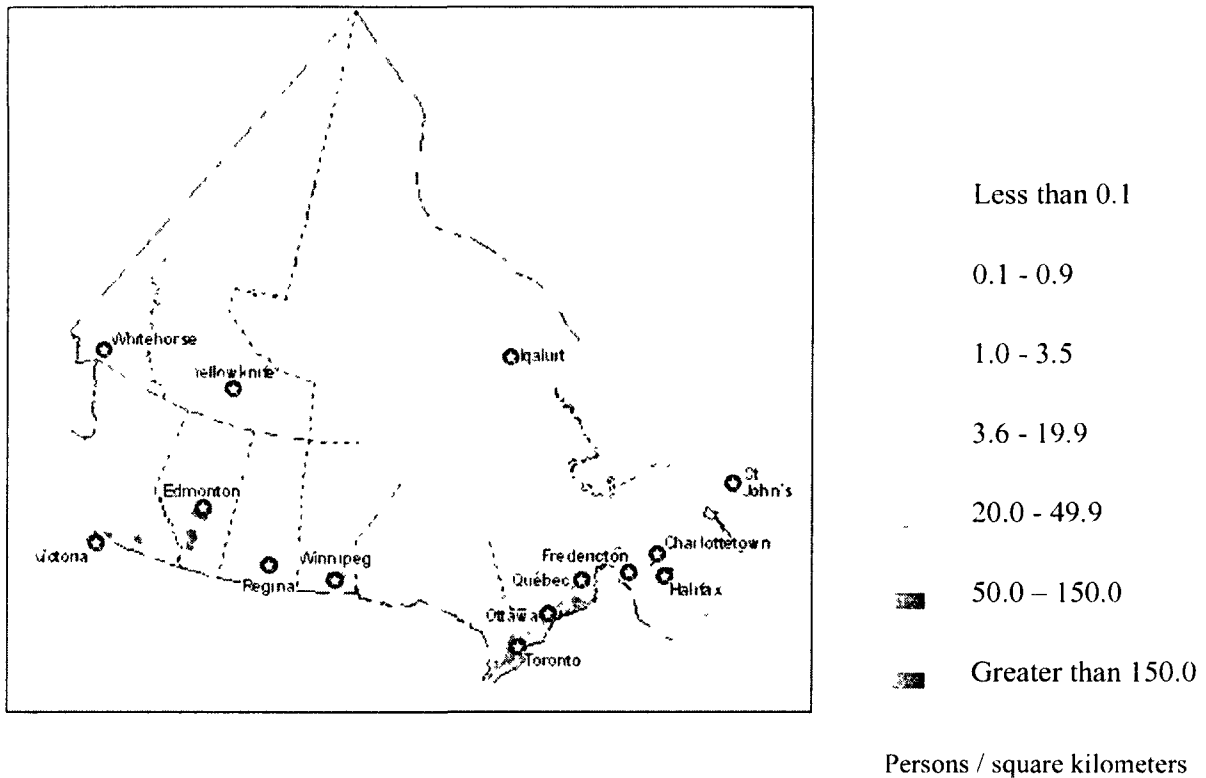 Whitehorse
Yellowknife
Iqaluit
St
John's
Edmonton
Victoria
Regina
Winnipeg
Fredericton
Charlottetown
Québec
Halifax
Ottawa
Toronto
Less than 0.1
0.1 - 0.9
1.0 - 3.5
3.6 - 19.9
20.0 - 49.9
50.0 – 150.0
Greater than 150.0
Persons / square kilometers